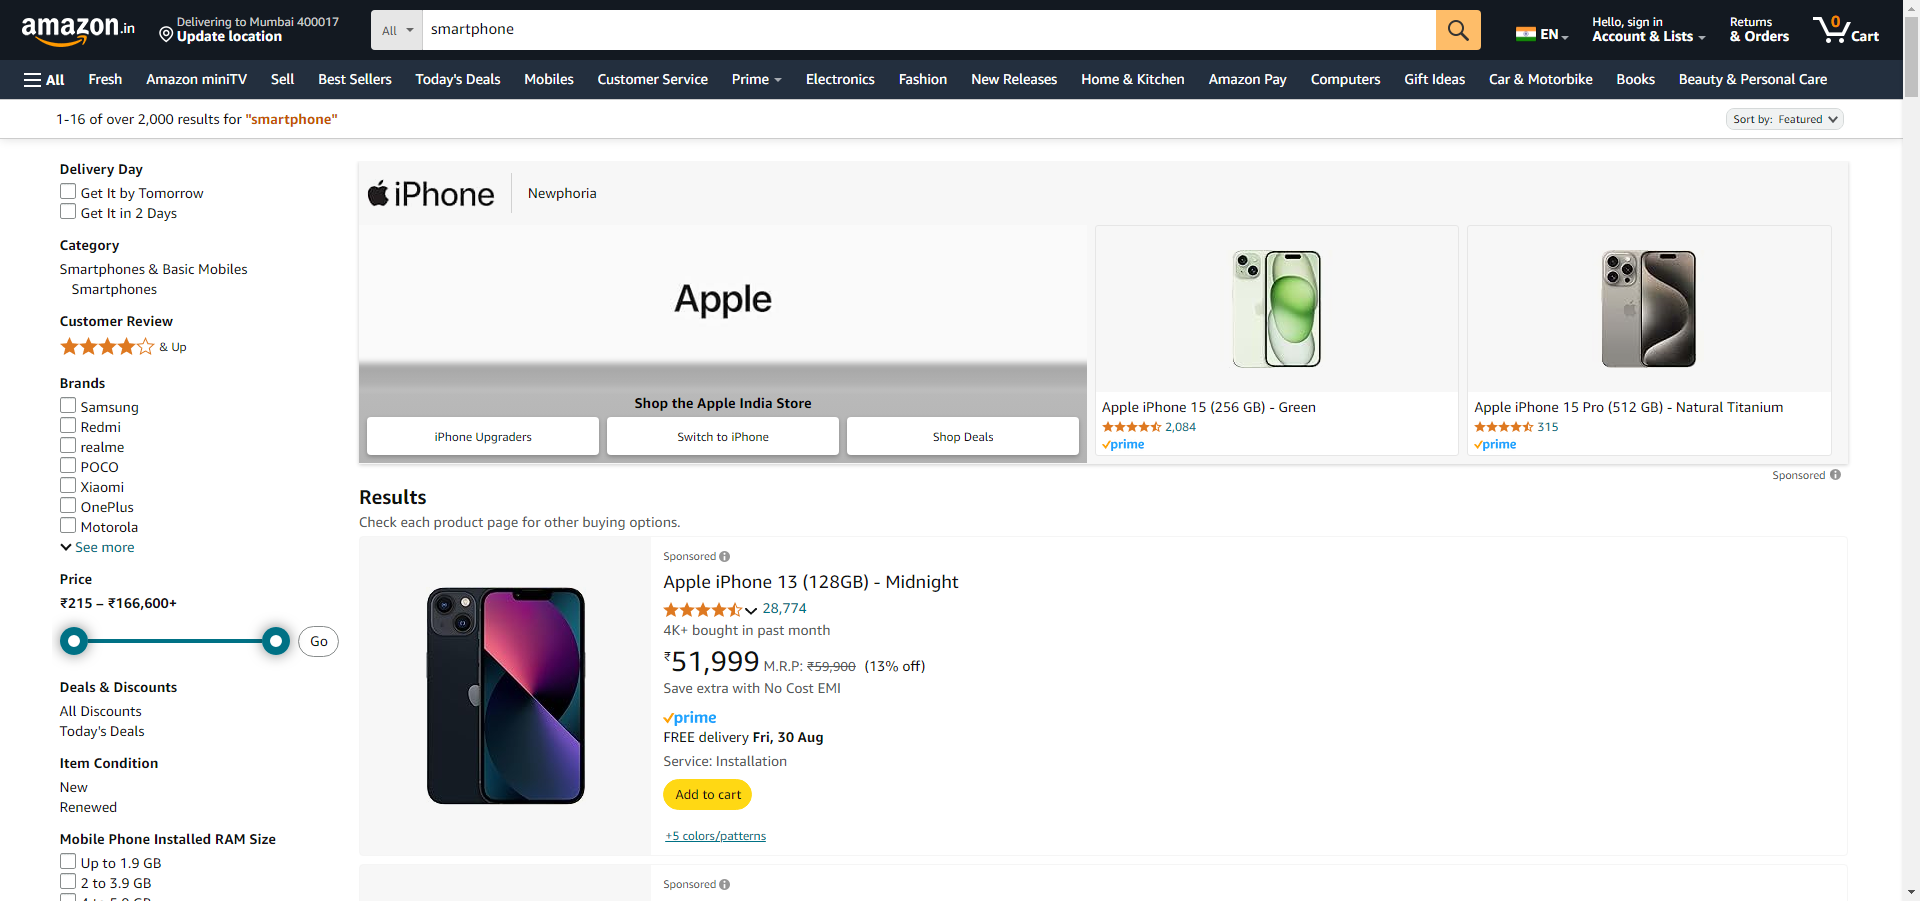 amazon.in
Delivering to Mumbai 400017
Update location
All
smartphone
EN
Hello, sign in
Account & Lists
Returns
& Orders
0
Cart
All
Fresh
Amazon miniTV
Sell
Best Sellers
Today's Deals
Mobiles
Customer Service
Prime
Electronics
Fashion
New Releases
Home & Kitchen
Amazon Pay
Computers
Gift Ideas
Car & Motorbike
Books
Beauty & Personal Care
1-16 of over 2,000 results for "smartphone"
Sort by: Featured
Delivery Day
Get It by Tomorrow
Get It in 2 Days
Category
Smartphones & Basic Mobiles
Smartphones
Customer Review
& Up
Brands
Samsung
Redmi
realme
POCO
Xiaomi
OnePlus
Motorola
See more
Price
₹215 – ₹166,600+
Go
Deals & Discounts
All Discounts
Today's Deals
Item Condition
New
Renewed
Mobile Phone Installed RAM Size
Up to 1.9 GB
2 to 3.9 GB
iPhone
Newphoria
Apple
Shop the Apple India Store
iPhone Upgraders
Switch to iPhone
Shop Deals
Apple iPhone 15 (256 GB) - Green
2,084
prime
Apple iPhone 15 Pro (512 GB) - Natural Titanium
315
prime
Sponsored
Results
Check each product page for other buying options.
Sponsored
Apple iPhone 13 (128GB) - Midnight
28,774
4K+ bought in past month
₹51,999 M.R.P: ₹59,900 (13% off)
Save extra with No Cost EMI
prime
FREE delivery Fri, 30 Aug
Service: Installation
Add to cart
+5 colors/patterns
Sponsored